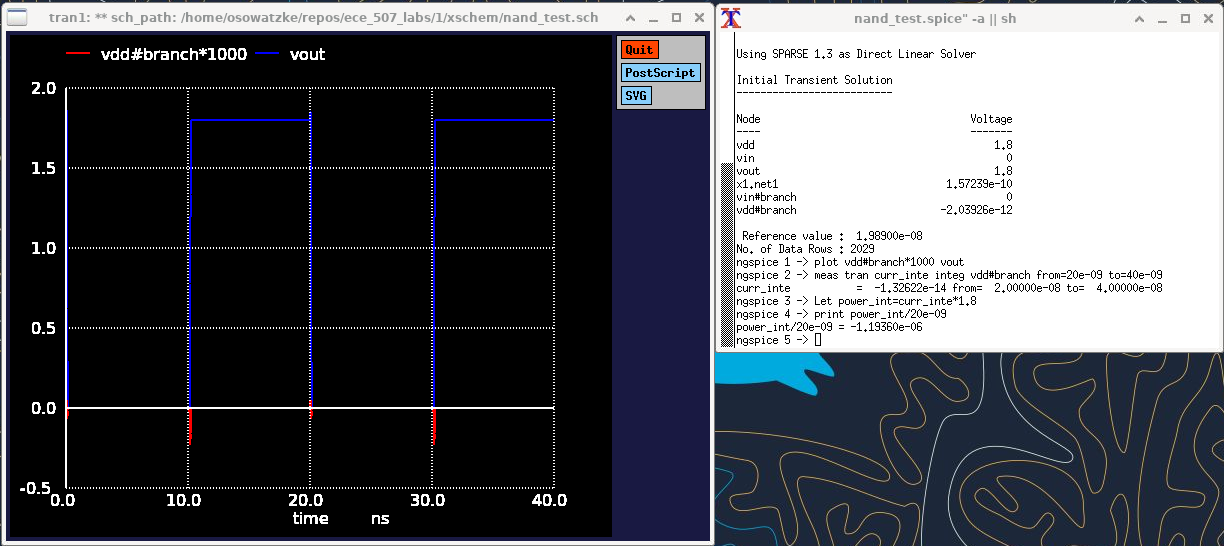 tran1: ** sch_path: /home/osowatzke/repos/ece_507_labs/1/xschem/nand_test.sch
vdd#branch*1000 vout
Quit
PostScript
SVG
2.0
1.5
1.0
0.5
0.0
-0.5
0.0 10.0 20.0 30.0 40.0
time ns
nand_test.spice" -a || sh
Using SPARSE 1.3 as Direct Linear Solver
Initial Transient Solution
--------------------------
Node Voltage
---- -------
vdd 1.8
vin 0
vout 1.8
x1.net1 1.57239e-10
vin#branch 0
vdd#branch -2.03926e-12
Reference value : 1.98900e-08
No. of Data Rows : 2029
ngspice 1 -> plot vdd#branch*1000 vout
ngspice 2 -> meas tran curr_inte integ vdd#branch from=20e-09 to=40e-09
curr_inte = -1.32622e-14 from= 2.00000e-08 to= 4.00000e-08
ngspice 3 -> Let power_int=curr_inte*1.8
ngspice 4 -> print power_int/20e-09
power_int/20e-09 = -1.19360e-06
ngspice 5 ->